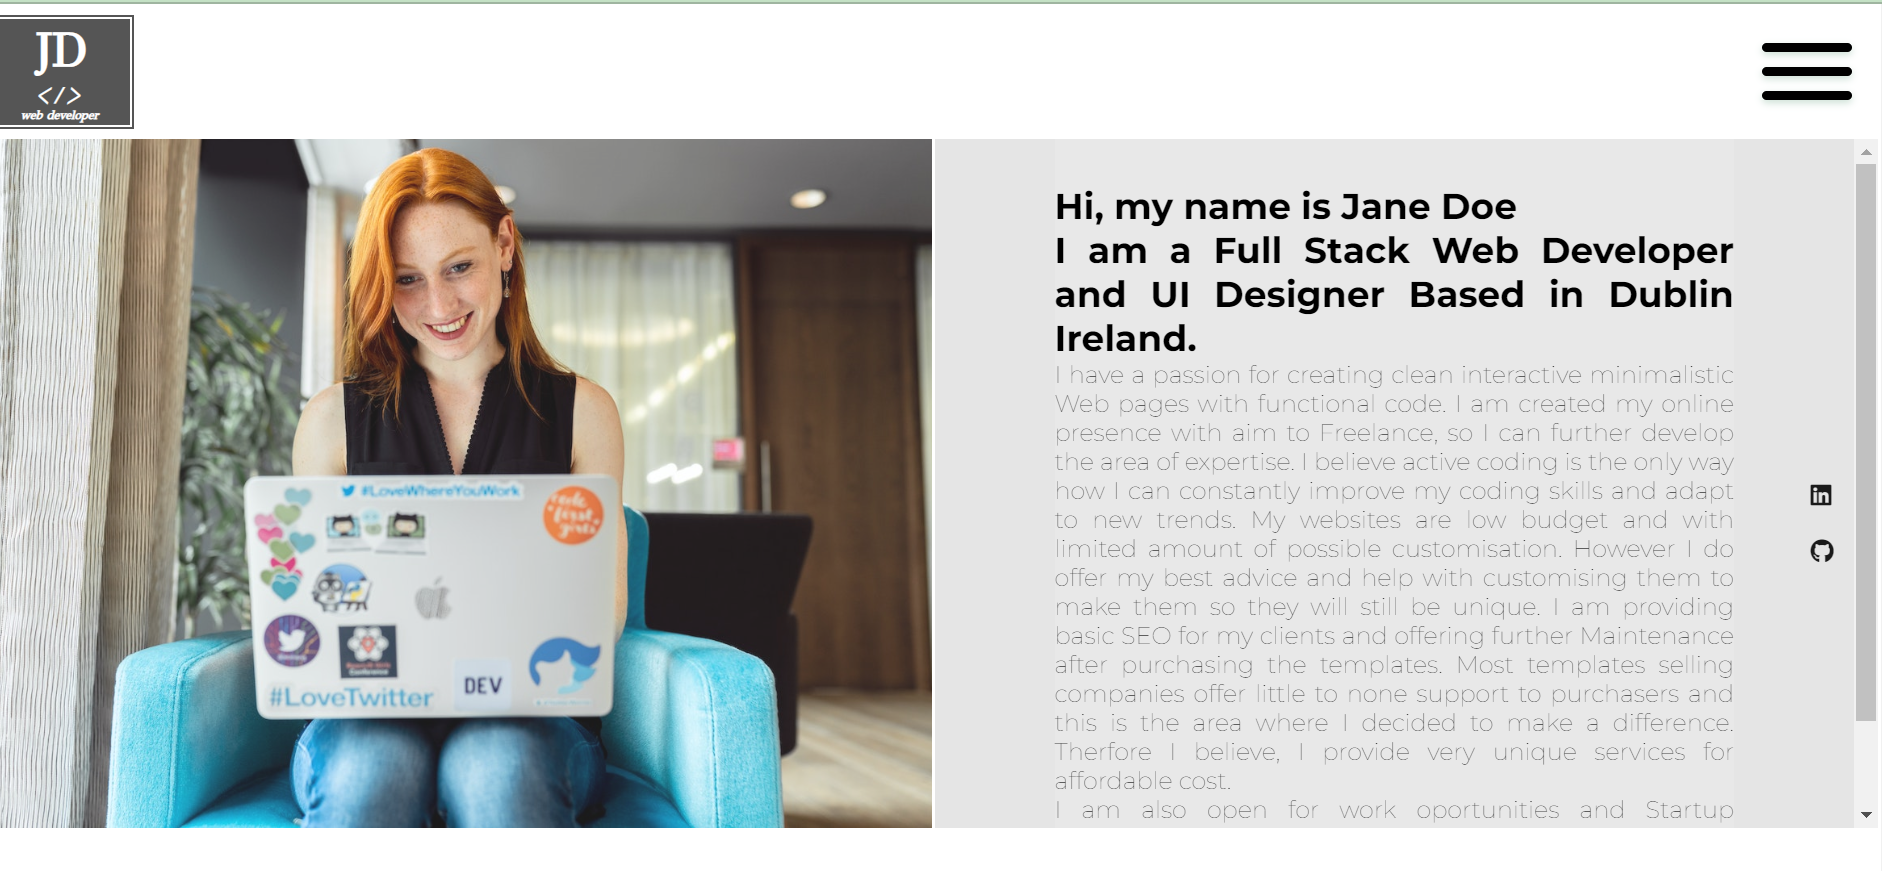 JD
</>
web developer
Hi, my name is Jane Doe
I am a Full Stack Web Developer
and UI Designer Based in Dublin
Ireland.
I have a passion for creating clean interactive minimalistic
Web pages with functional code. I am created my online
presence with aim to Freelance, so I can further develop
the area of expertise. I believe active coding is the only way
how I can constantly improve my coding skills and adapt
to new trends. My websites are low budget and with
limited amount of possible customisation. However I do
offer my best advice and help with customising them to
make them so they will still be unique. I am providing
basic SEO for my clients and offering further Maintenance
after purchasing the templates. Most templates selling
companies offer little to none support to purchasers and
this is the area where I decided to make a difference.
Therfore I believe, I provide very unique services for
affordable cost.
I am also open for work oportunities and Startup
#LoveWhereYouWork
code
first
girls
#LoveTwitter
DEV
in